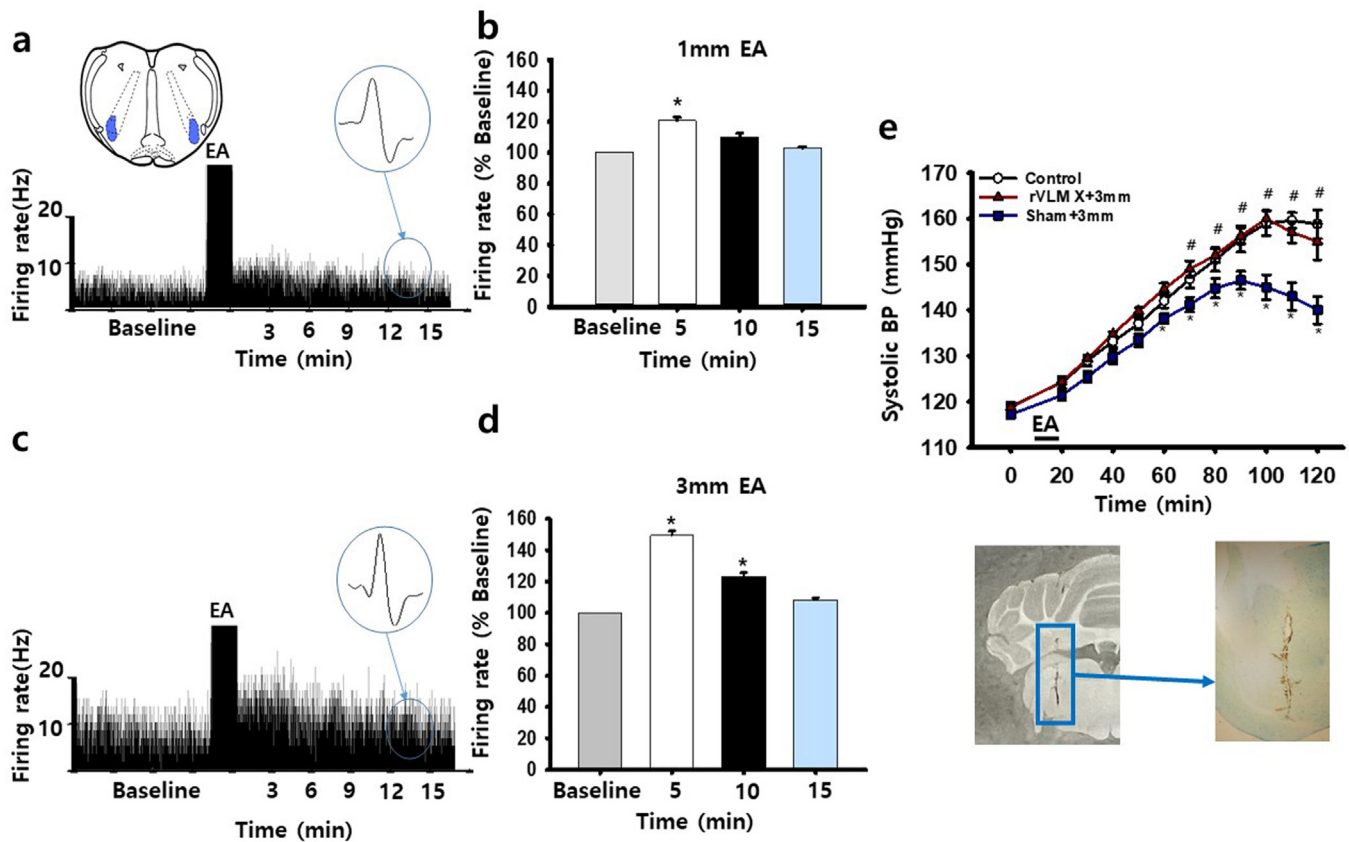 a
EA
Firing rate(Hz)
20
10
Baseline 3 6 9 12 15
Time (min)
b
1mm EA
Firing rate (% Baseline)
160
140
120
100
80
60
40
20
0
*
Baseline 5 10 15
Time (min)
c
EA
Firing rate(Hz)
20
10
Baseline 3 6 9 12 15
Time (min)
d
3mm EA
Firing rate (% Baseline)
160
140
120
100
80
60
40
20
0
* *
Baseline 5 10 15
Time (min)
e
Systolic BP (mmHg)
170
160
150
140
130
120
110
Control
rVLM X+3mm
Sham+3mm
# # # # # #
* * * * * * *
EA
0 20 40 60 80 100 120
Time (min)